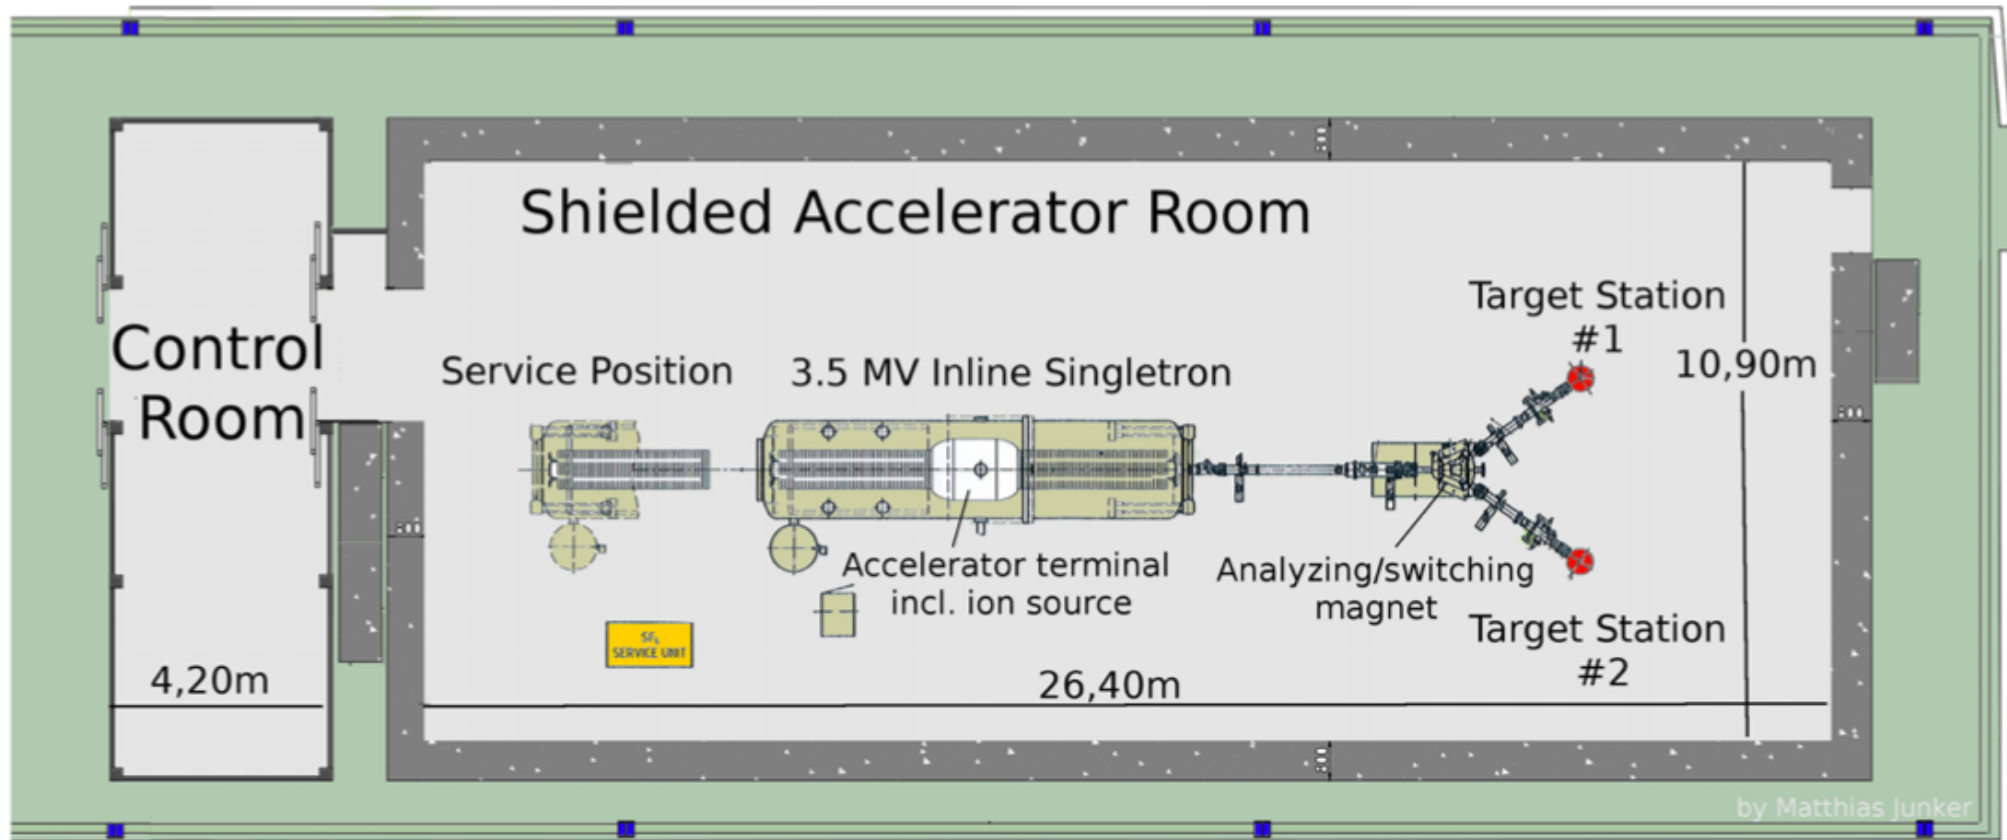 Shielded Accelerator Room
Control
Room
Service Position
3.5 MV Inline Singletron
Target Station
#1
10,90m
Accelerator terminal
incl. ion source
Analyzing/switching
magnet
SF6
SERVICE UNIT
Target Station
#2
4,20m
26,40m
by Matthias Junker